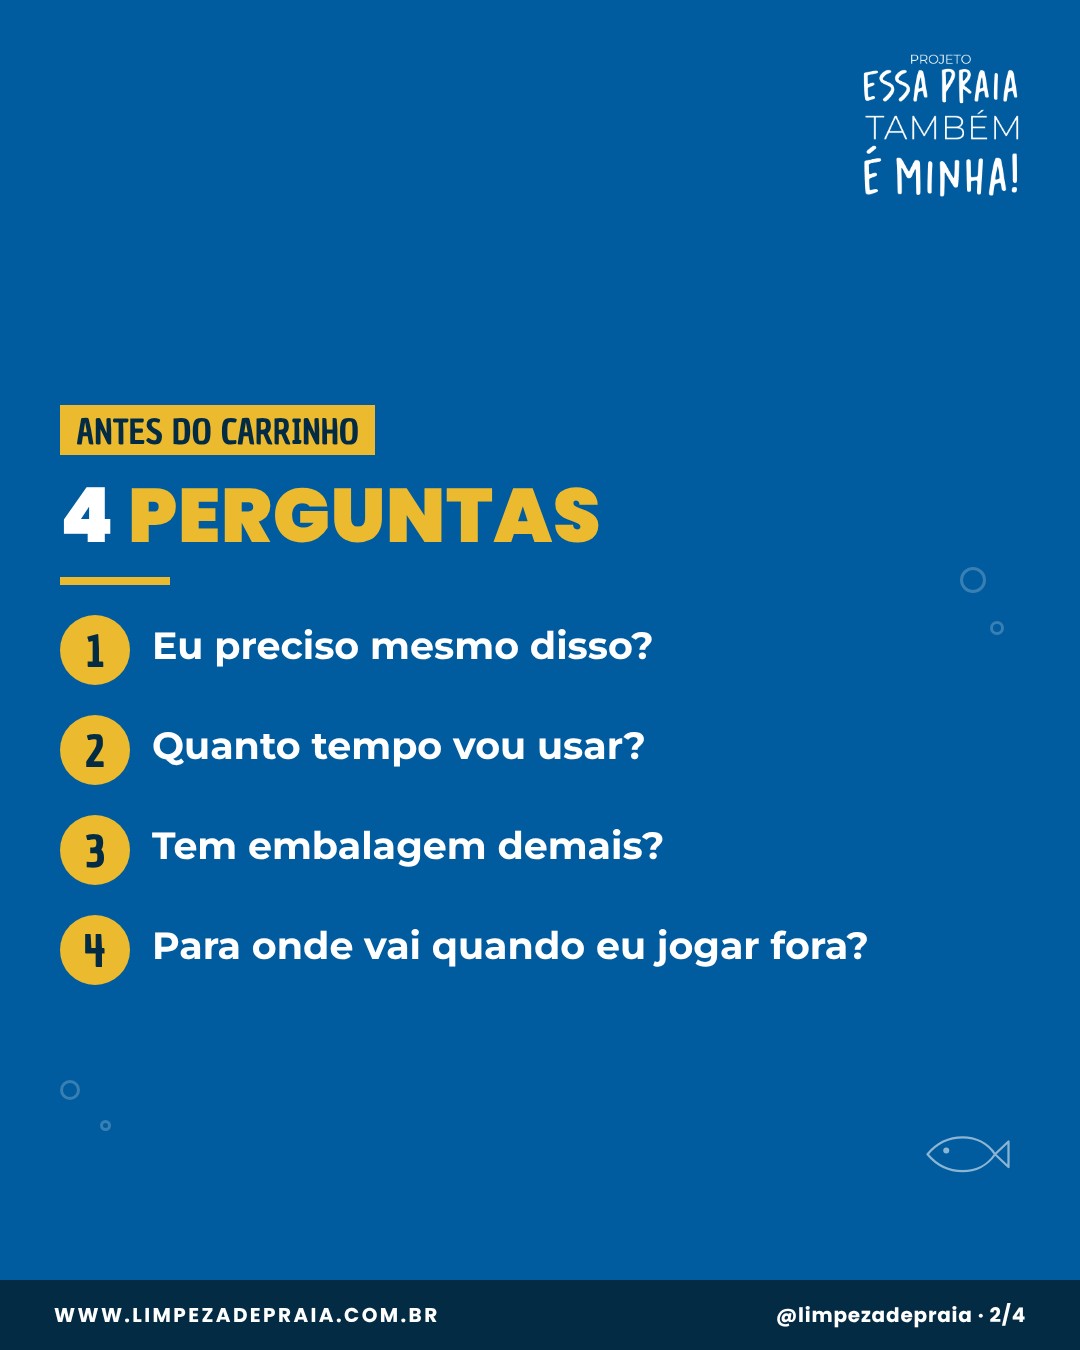 PROJETO
ESSA PRAIA
TAMBÉM
É MINHA!
ANTES DO CARRINHO
4 PERGUNTAS
1 Eu preciso mesmo disso?
2 Quanto tempo vou usar?
3 Tem embalagem demais?
4 Para onde vai quando eu jogar fora?
WWW.LIMPEZADEPRAIA.COM.BR
@limpezadepraia · 2/4